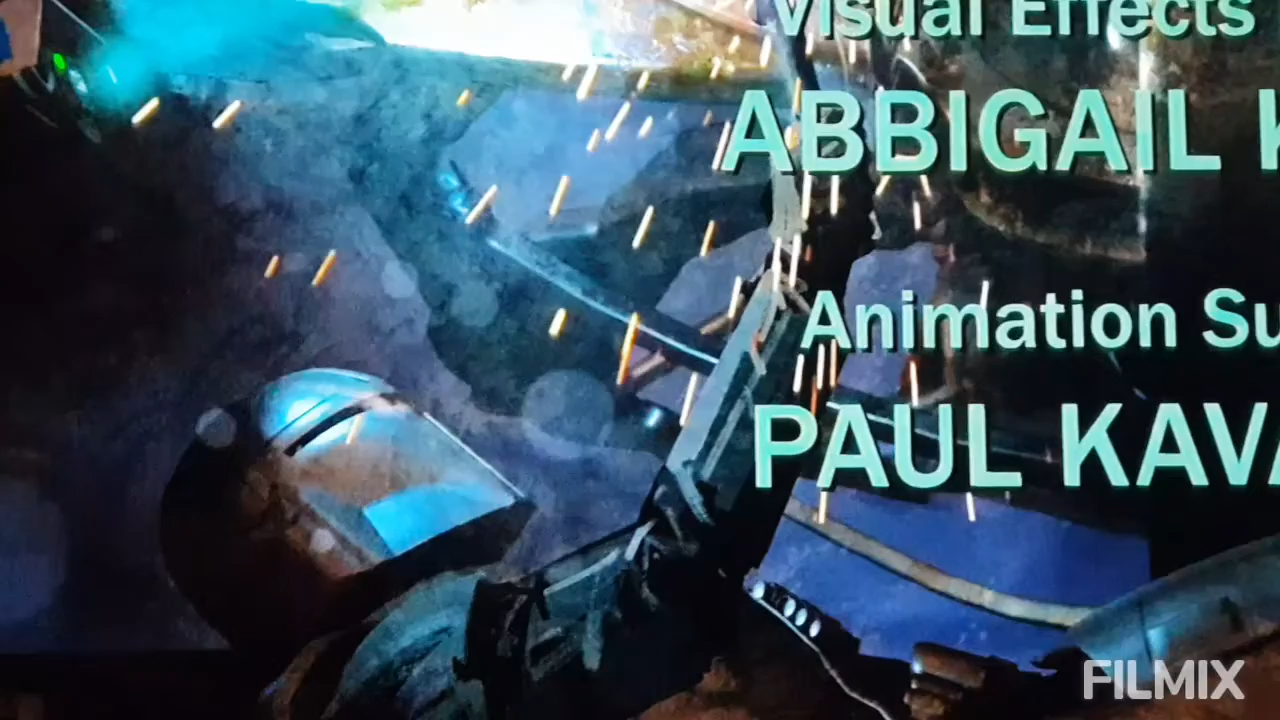 Visual Effects
ABBIGAIL
Animation
PAUL
FILMIX